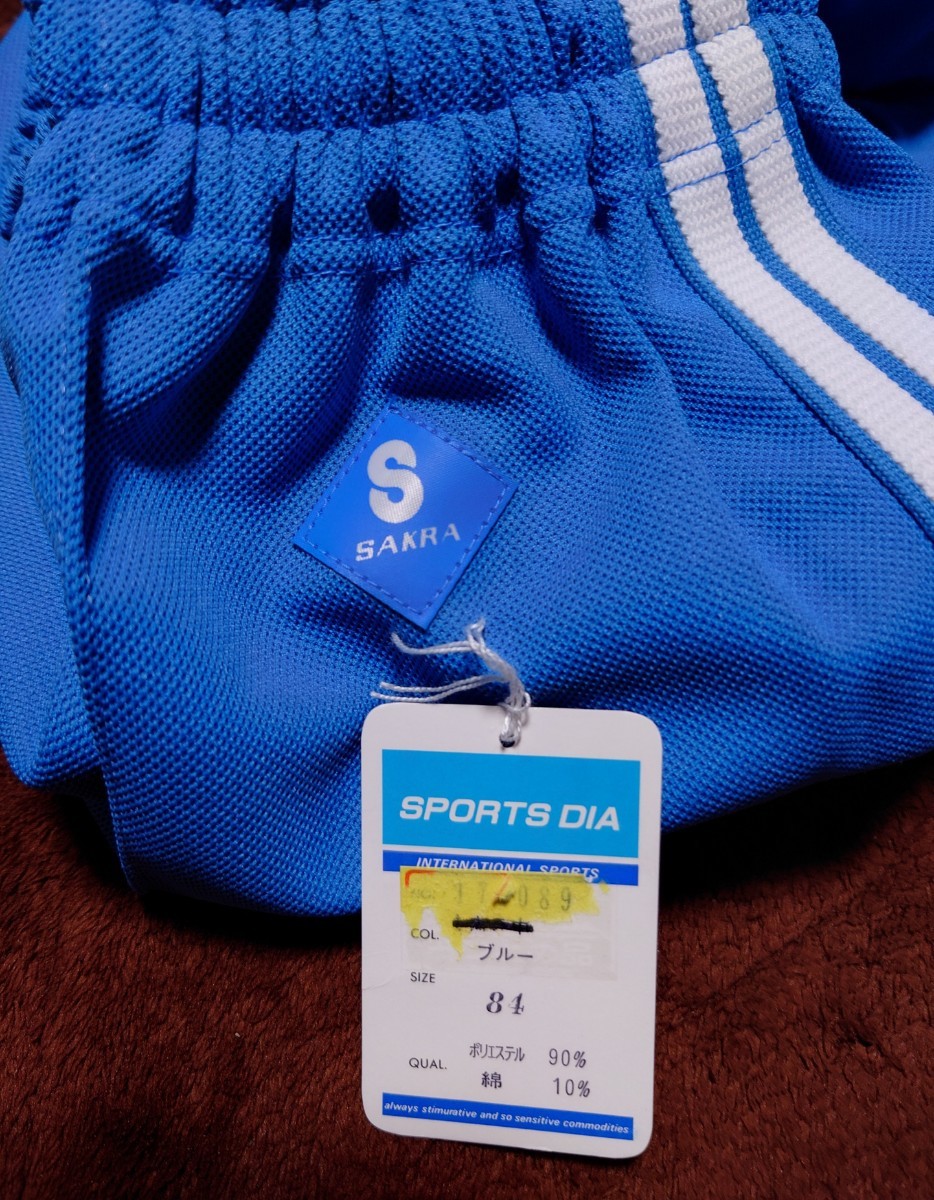 S
SAKRA
SPORTS DIA
INTERNATIONAL SPORTS
089
COL.
ブルー
SIZE
84
QUAL.
ポリエステル 90%
綿 10%
always stimurative and so sensitive commodities